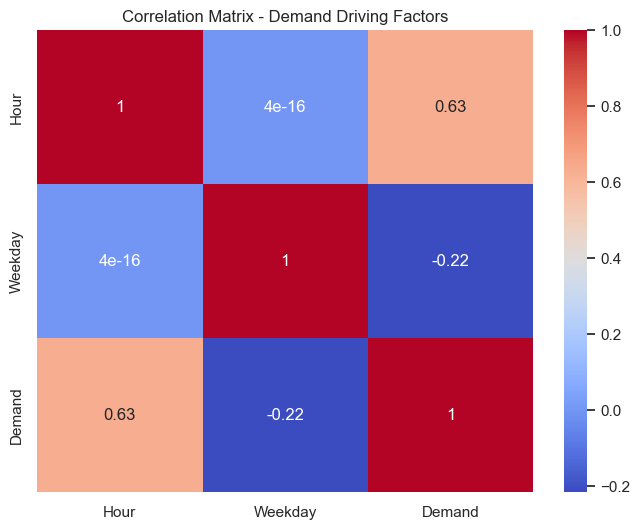 Correlation Matrix - Demand Driving Factors
Hour
1
4e-16
0.63
Weekday
4e-16
1
-0.22
Demand
0.63
-0.22
1
Hour
Weekday
Demand
1.0
0.8
0.6
0.4
0.2
0.0
−0.2